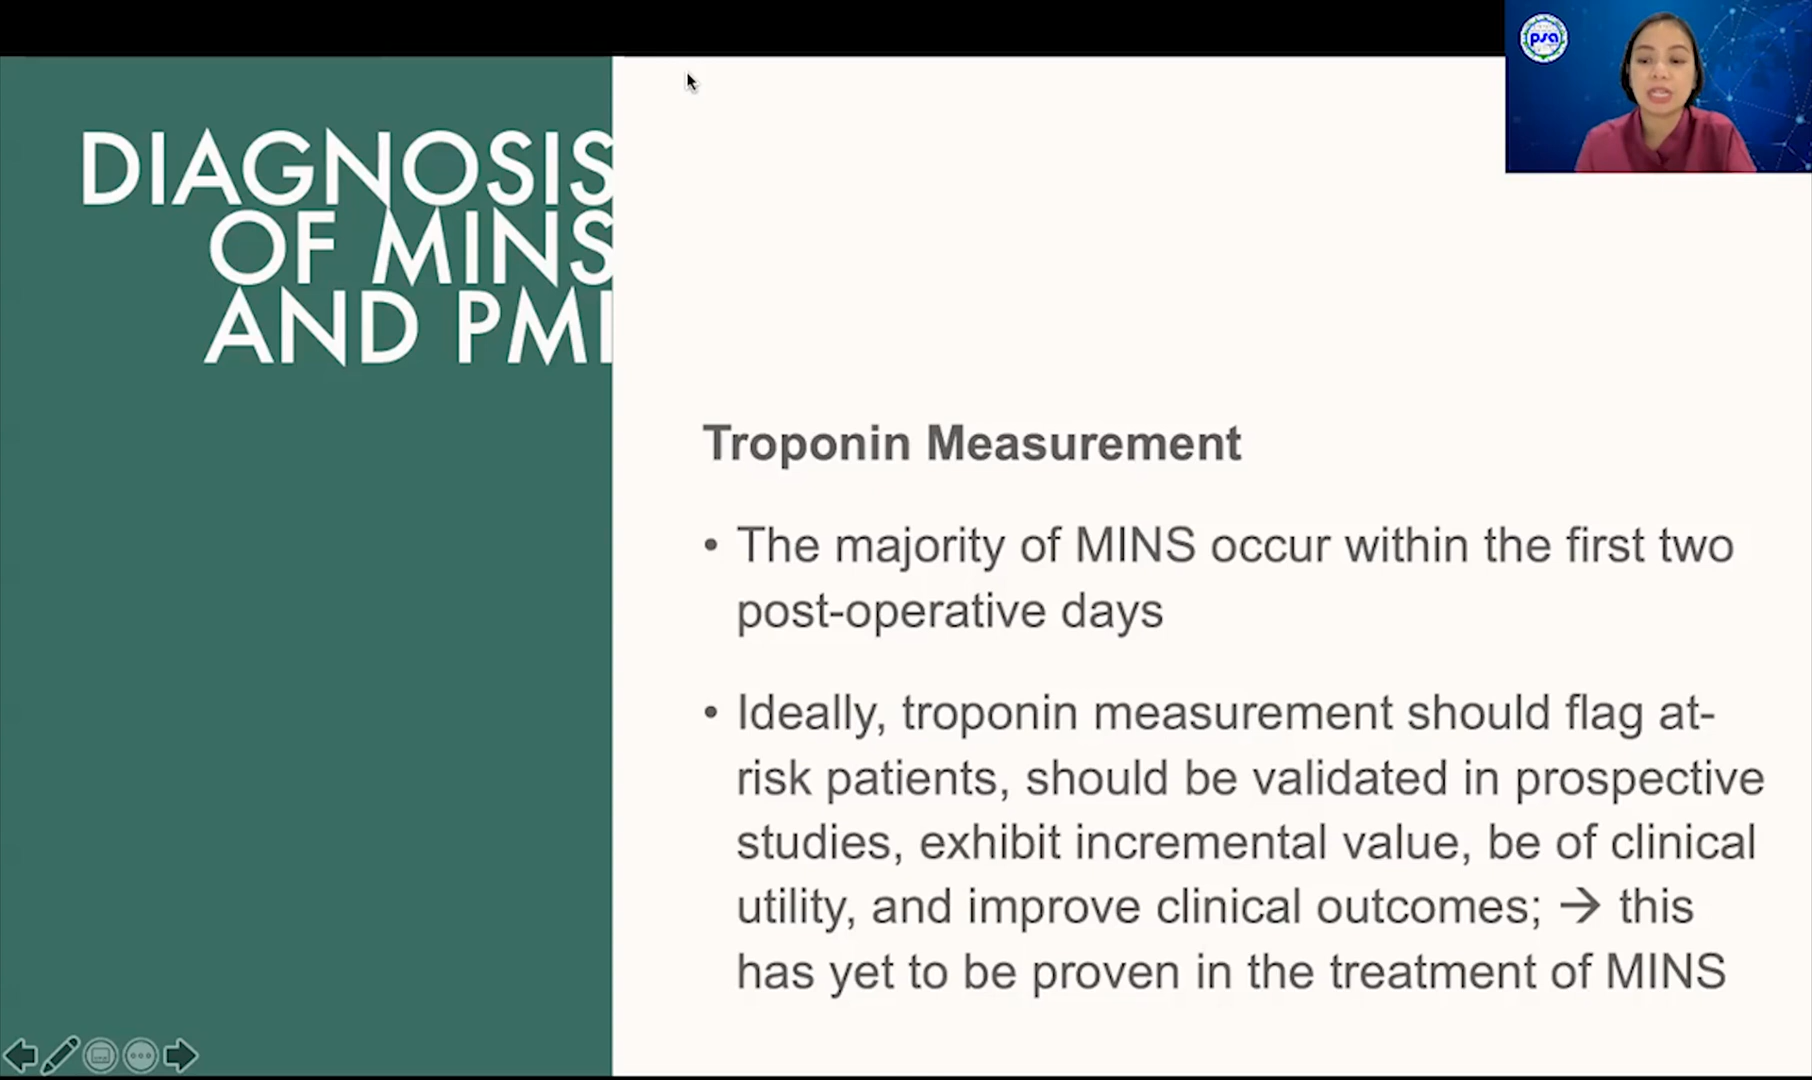 psa
DIAGNOSIS
OF MINS
AND PMI
Troponin Measurement
• The majority of MINS occur within the first two
post-operative days
• Ideally, troponin measurement should flag at-
risk patients, should be validated in prospective
studies, exhibit incremental value, be of clinical
utility, and improve clinical outcomes; → this
has yet to be proven in the treatment of MINS